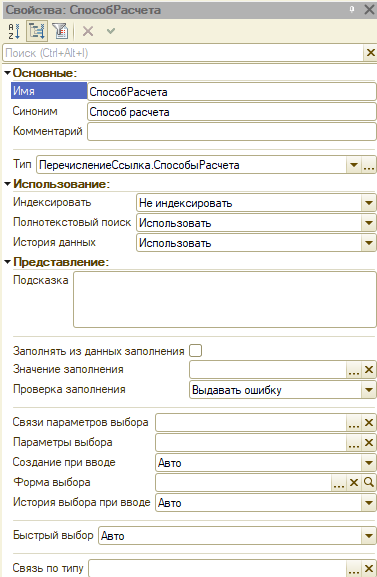 Свойства: СпособРасчета
Поиск (Ctrl+Alt+I)
Основные:
Имя СпособРасчета
Синоним Способ расчета
Комментарий
Тип ПеречислениеСсылка.СпособыРасчета ...
Использование:
Индексировать Не индексировать
Полнотекстовый поиск Использовать
История данных Использовать
Представление:
Подсказка
Заполнять из данных заполнения
Значение заполнения ...
Проверка заполнения Выдавать ошибку
Связи параметров выбора ...
Параметры выбора ...
Создание при вводе Авто
Форма выбора ...
История выбора при вводе Авто
Быстрый выбор Авто
Связь по типу ...